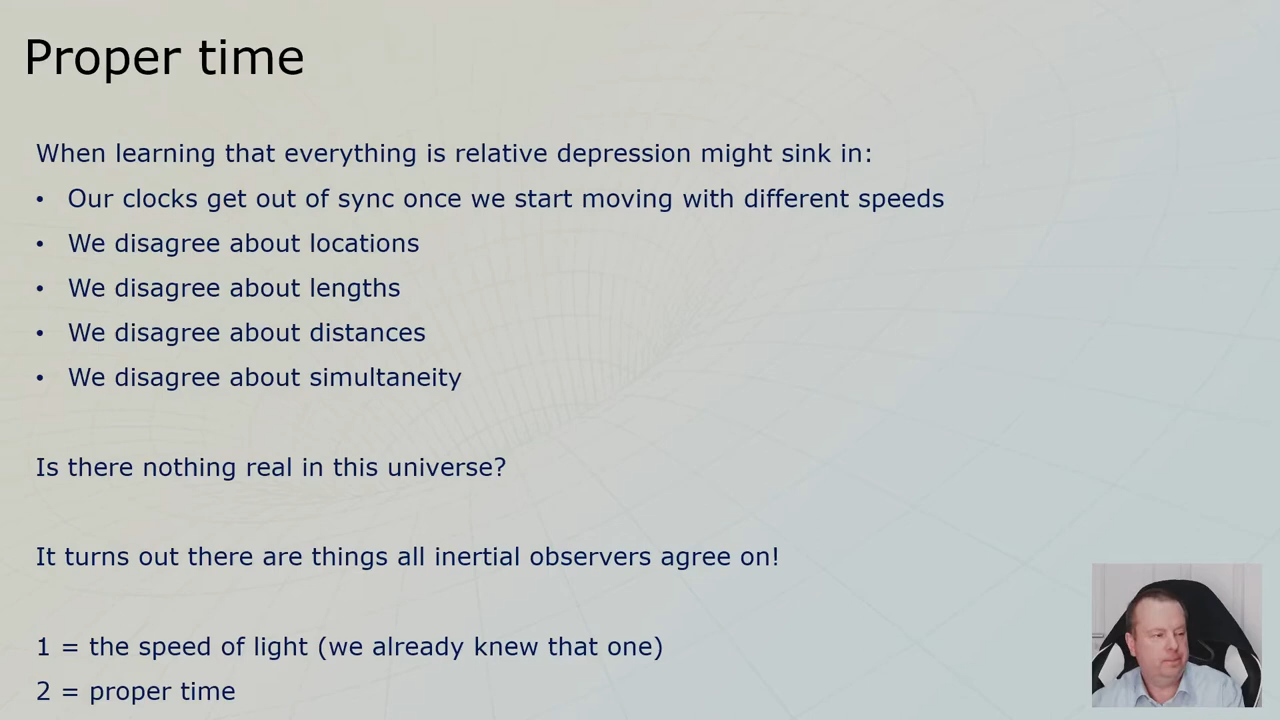 Proper time
When learning that everything is relative depression might sink in:
• Our clocks get out of sync once we start moving with different speeds
• We disagree about locations
• We disagree about lengths
• We disagree about distances
• We disagree about simultaneity
Is there nothing real in this universe?
It turns out there are things all inertial observers agree on!
1 = the speed of light (we already knew that one)
2 = proper time